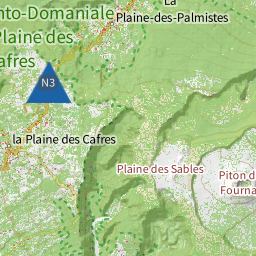 La
Plaine-des-Palmistes
nto-Domaniale
Plaine des
afres
N3
la Plaine des Cafres
Plaine des Sables
Piton d
Fourna